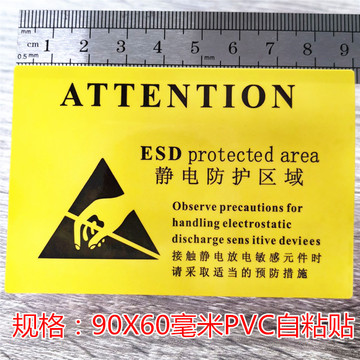 mm 1 2 3 4 5 6 7 8 9
0.5mm
ATTENTION
ESD protected area
静电防护区域
Observe precautions for
handling electrostatic
discharge sens itive deviees
接触静电放电敏感元件时
请采取适当的预防措施
规格：90X60毫米PVC自粘贴